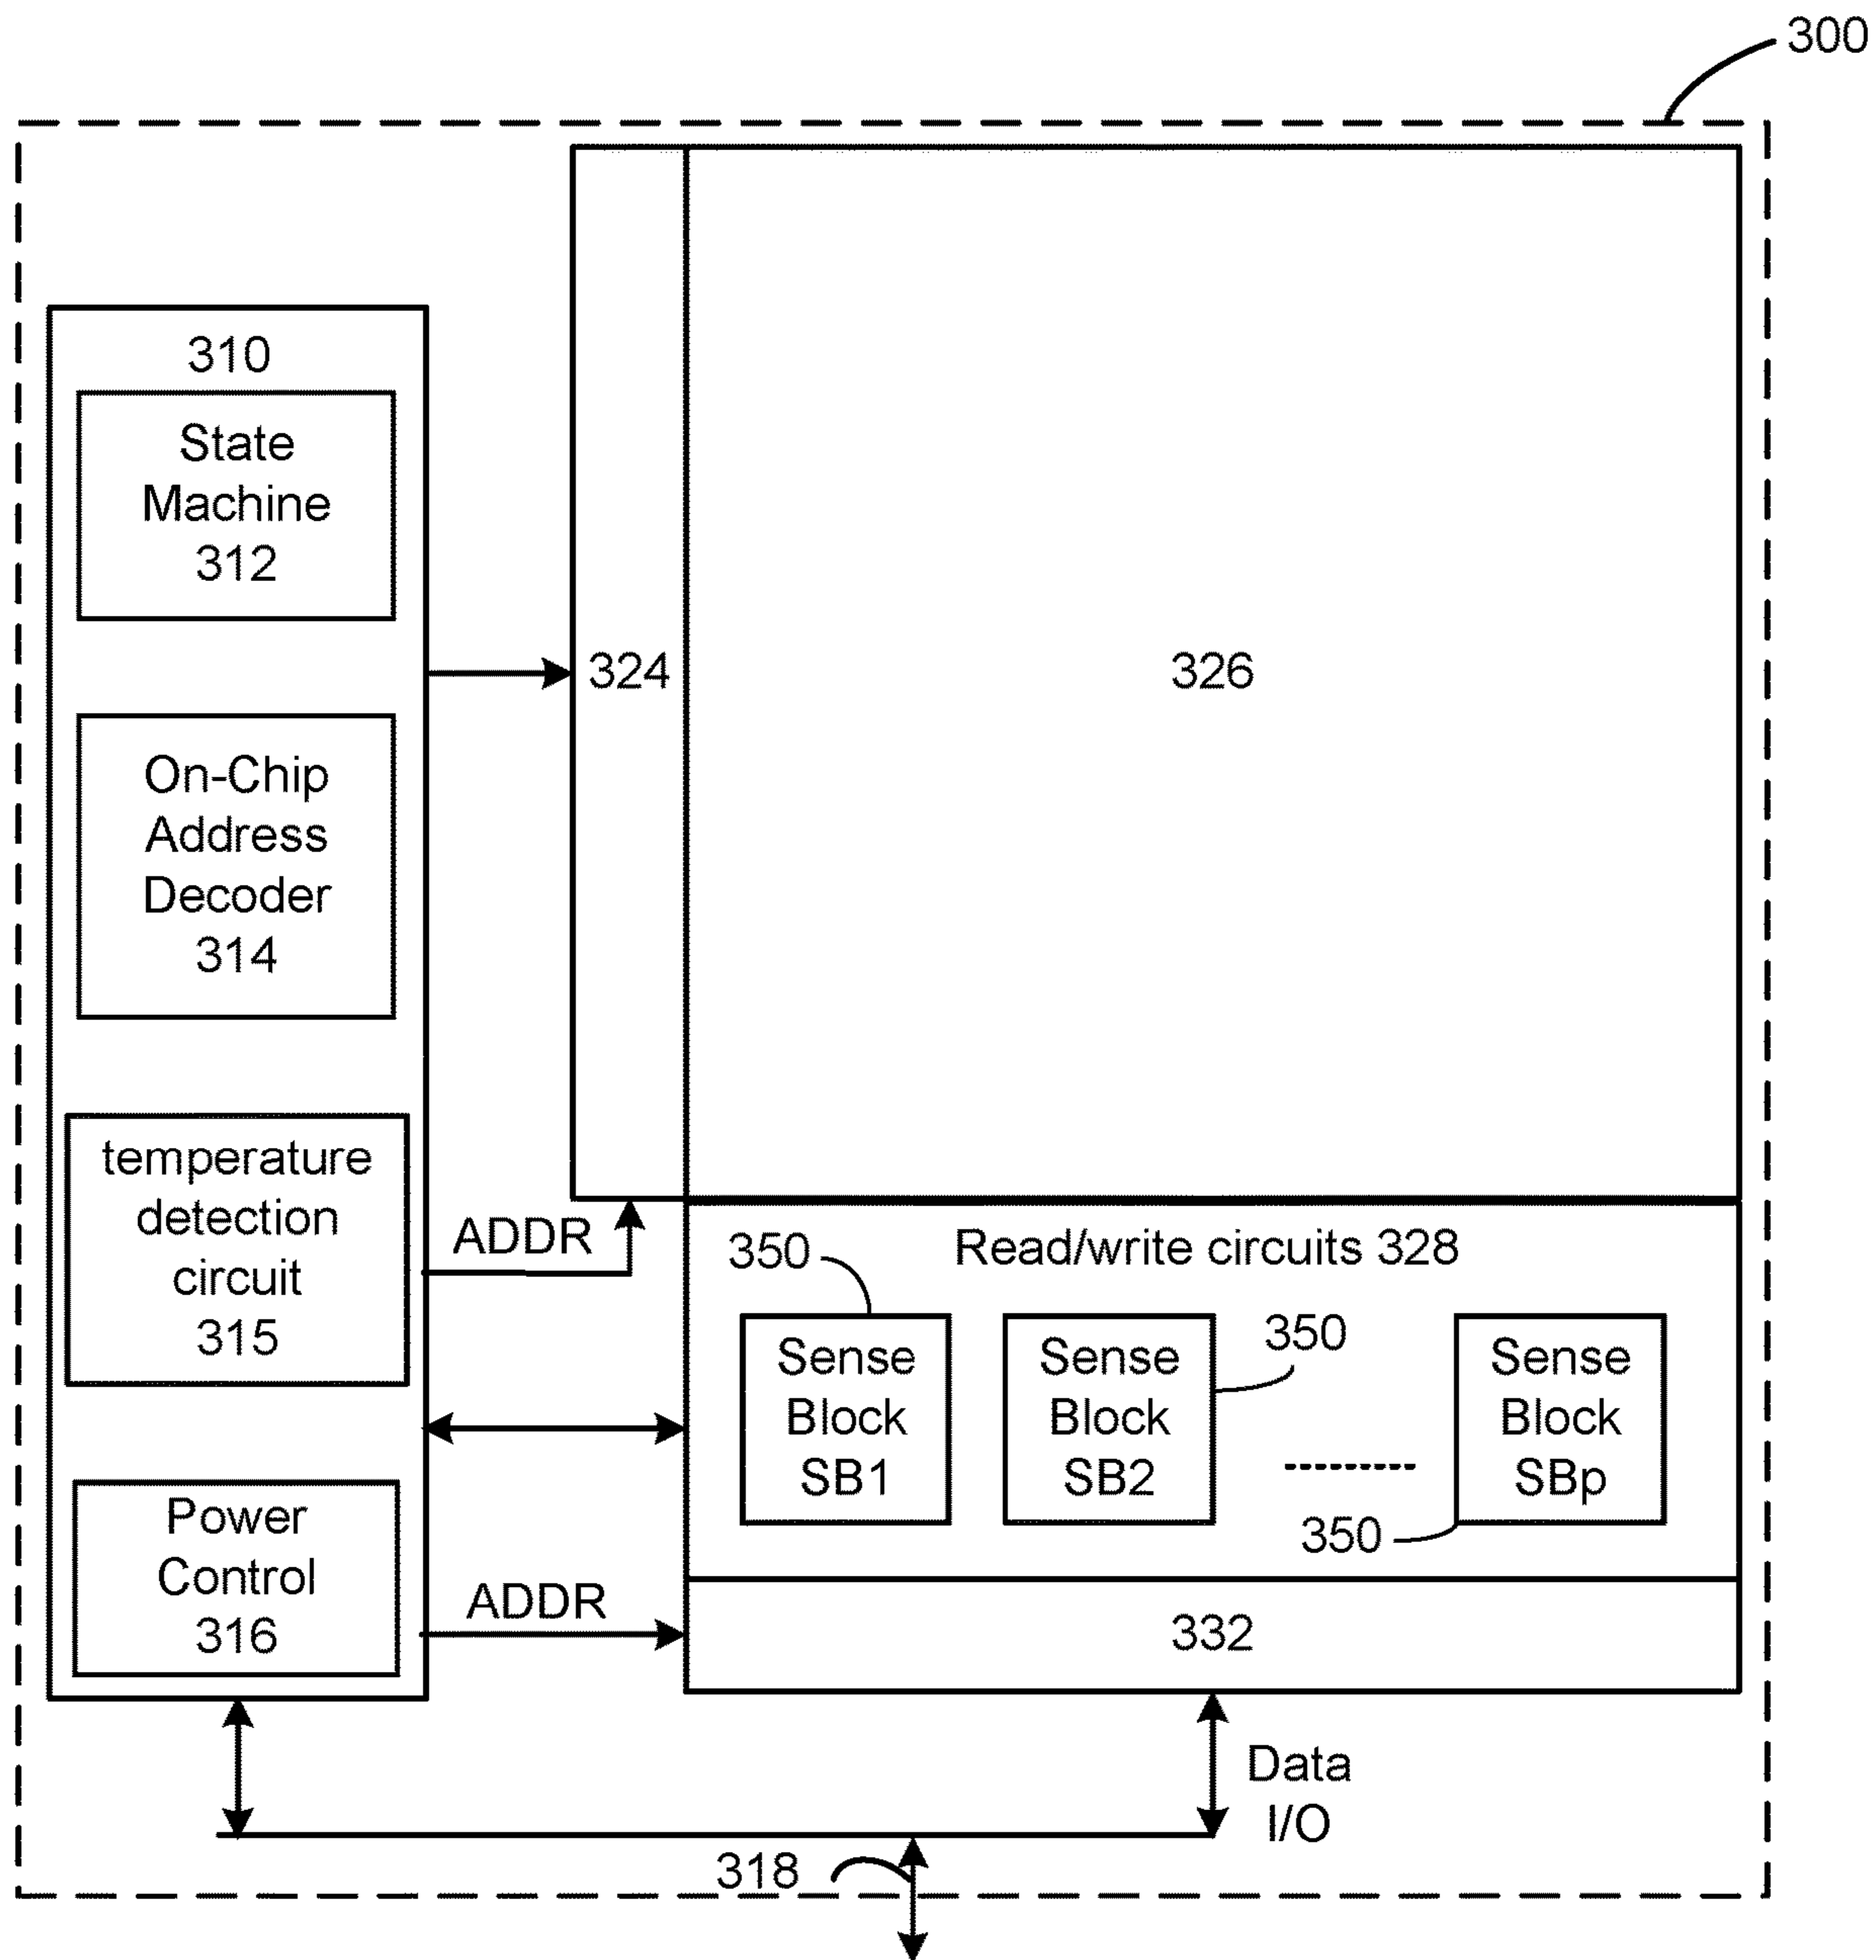 300
310
State
Machine
312
On-Chip
Address
Decoder
314
temperature
detection
circuit
315
Power
Control
316
324
326
ADDR
Read/write circuits 328
350
Sense
Block
SB1
Sense
Block
SB2
350
Sense
Block
SBp
350
ADDR
332
Data
I/O
318